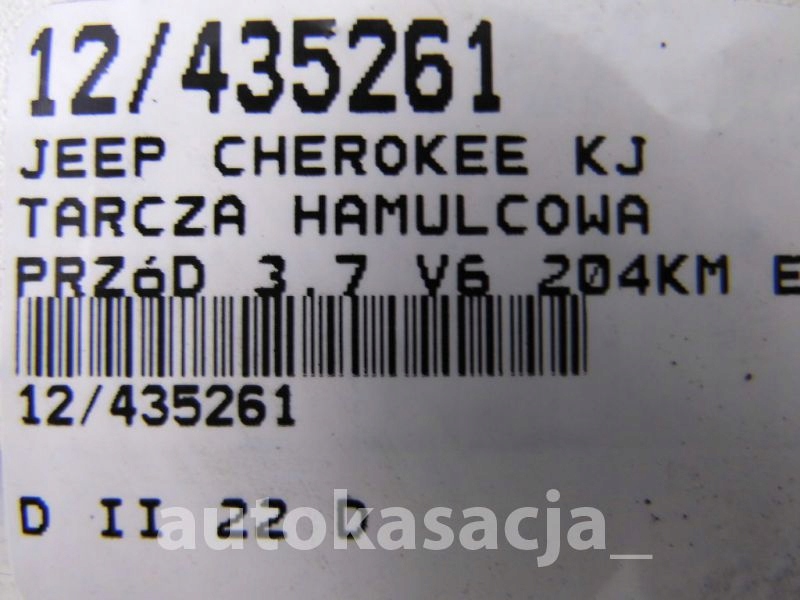 12/435261
JEEP CHEROKEE KJ
TARCZA HAMULCOWA
PRZóD 3.7 V6 204KM E
12/435261
D II 22 D
autokasacja_